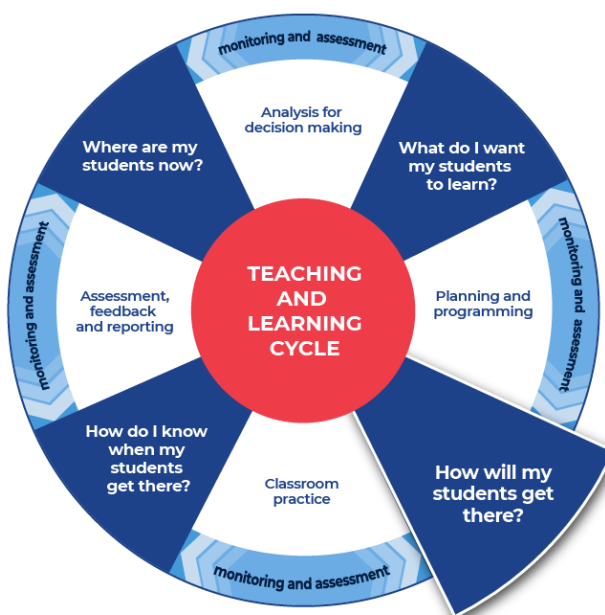 monitoring and assessment
Analysis for
decision making
Where are my
students now?
What do I want
my students
to learn?
monitoring and assessment
Assessment,
feedback
and reporting
TEACHING
AND
LEARNING
CYCLE
Planning and
programming
monitoring and assessment
How do I know
when my
students
get there?
Classroom
practice
How will my
students get
there?
monitoring and assessment